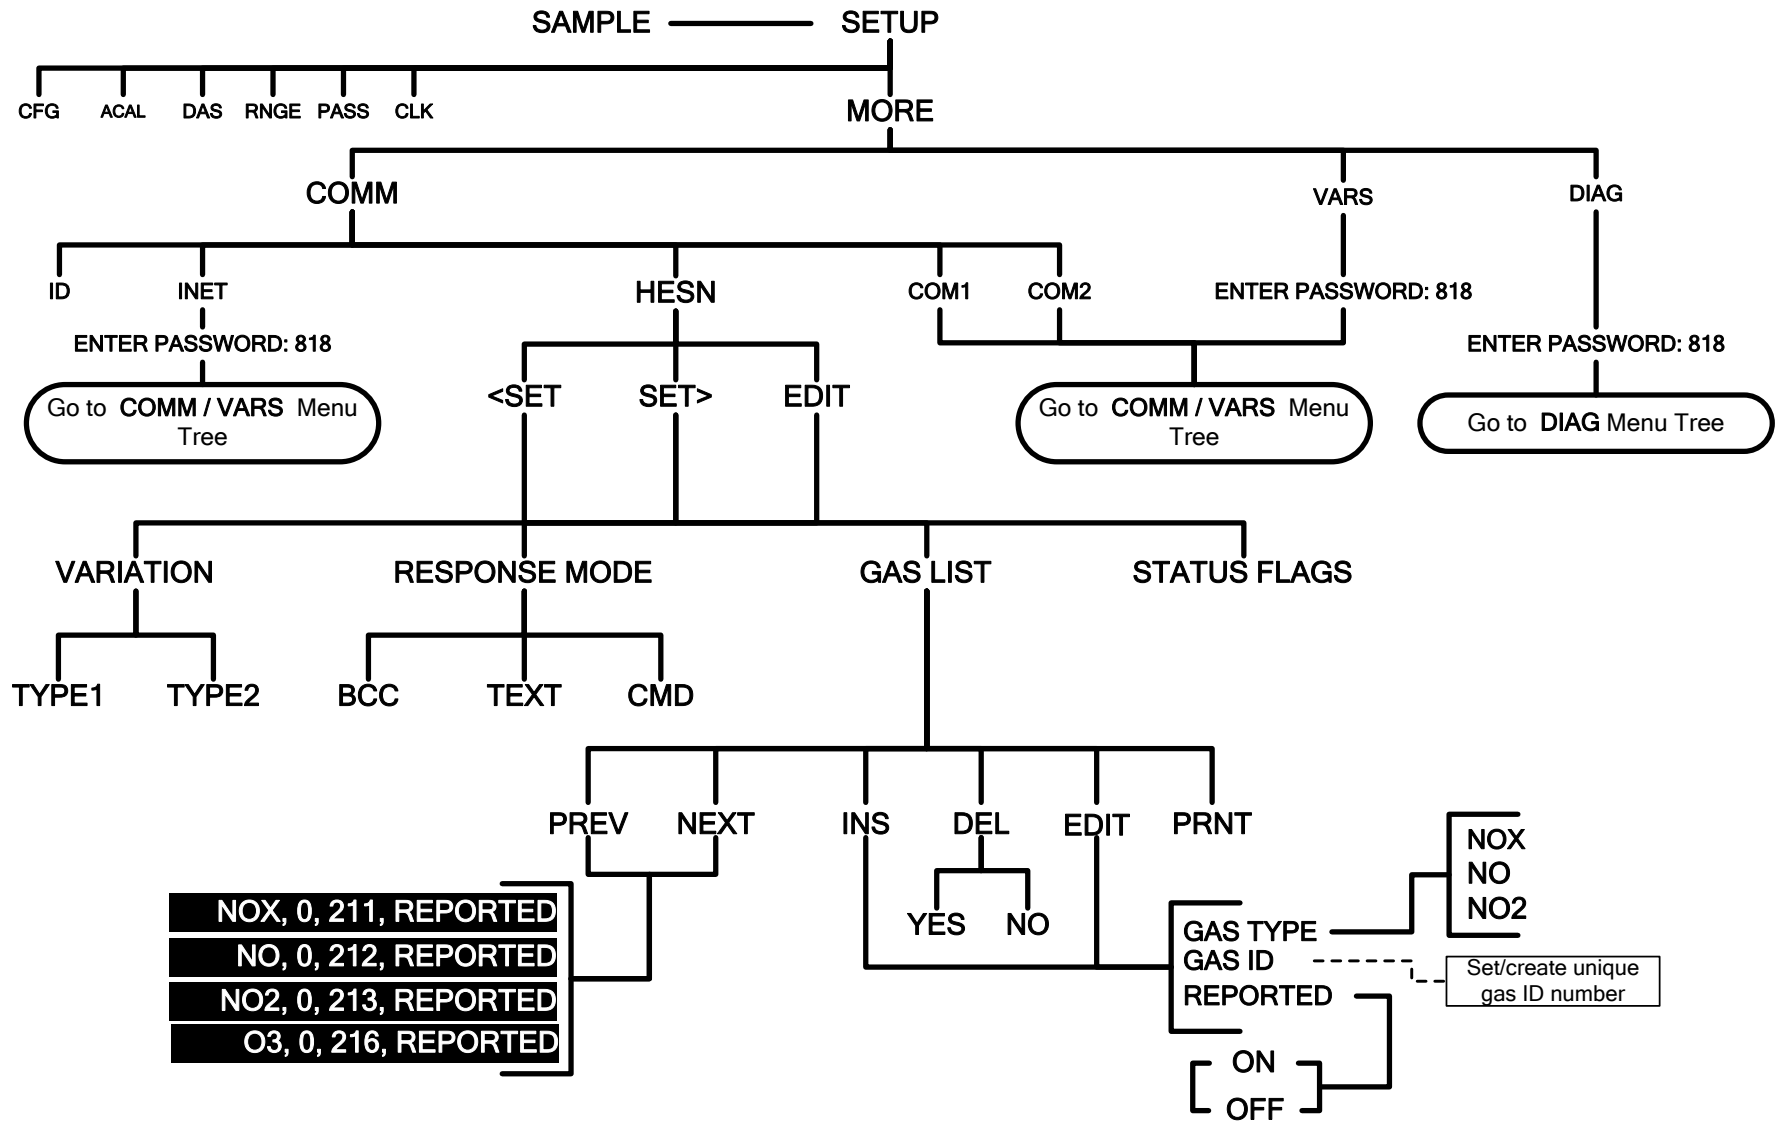 SAMPLE SETUP
CFG ACAL DAS RNGE PASS CLK MORE
COMM VARS DIAG
ID INET HESN COM1 COM2 ENTER PASSWORD: 818
ENTER PASSWORD: 818 ENTER PASSWORD: 818
<SET SET> EDIT
Go to COMM / VARS Menu
Tree
Go to COMM / VARS Menu
Tree
Go to DIAG Menu Tree
VARIATION RESPONSE MODE GAS LIST STATUS FLAGS
TYPE1 TYPE2 BCC TEXT CMD
PREV NEXT INS DEL EDIT PRNT
YES NO
NOX, 0, 211, REPORTED
NO, 0, 212, REPORTED
NO2, 0, 213, REPORTED
O3, 0, 216, REPORTED
GAS TYPE
GAS ID
REPORTED
NOX
NO
NO2
Set/create unique
gas ID number
ON
OFF